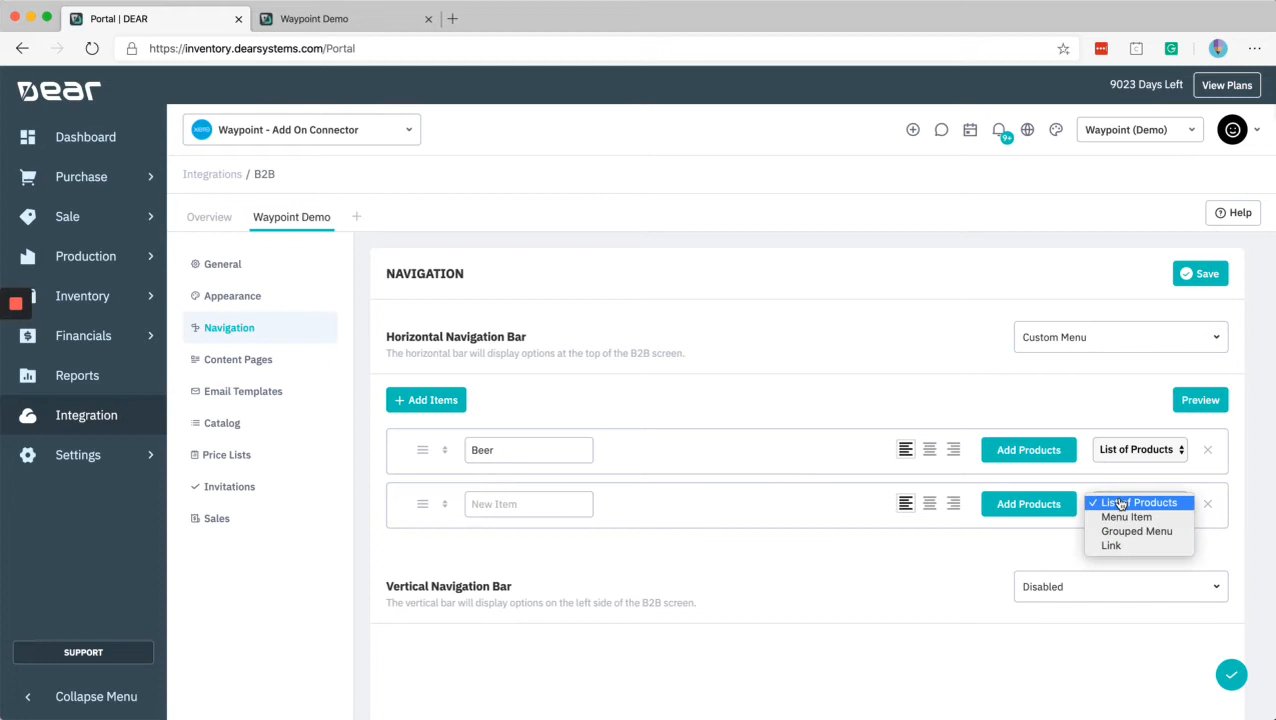 Portal | DEAR
Waypoint Demo
https://inventory.dearsystems.com/Portal
Dear
9023 Days Left
View Plans
Dashboard
Purchase
Sale
Production
Inventory
Financials
Reports
Integration
Settings
SUPPORT
Collapse Menu
xero
Waypoint - Add On Connector
9+
Waypoint (Demo)
Integrations / B2B
Overview
Waypoint Demo
Help
General
Appearance
Navigation
Content Pages
Email Templates
Catalog
Price Lists
Invitations
Sales
NAVIGATION
Save
Horizontal Navigation Bar
The horizontal bar will display options at the top of the B2B screen.
Custom Menu
+ Add Items
Preview
Beer
Add Products
List of Products
New Item
Add Products
✓ List of Products
Menu Item
Grouped Menu
Link
Vertical Navigation Bar
The vertical bar will display options on the left side of the B2B screen.
Disabled